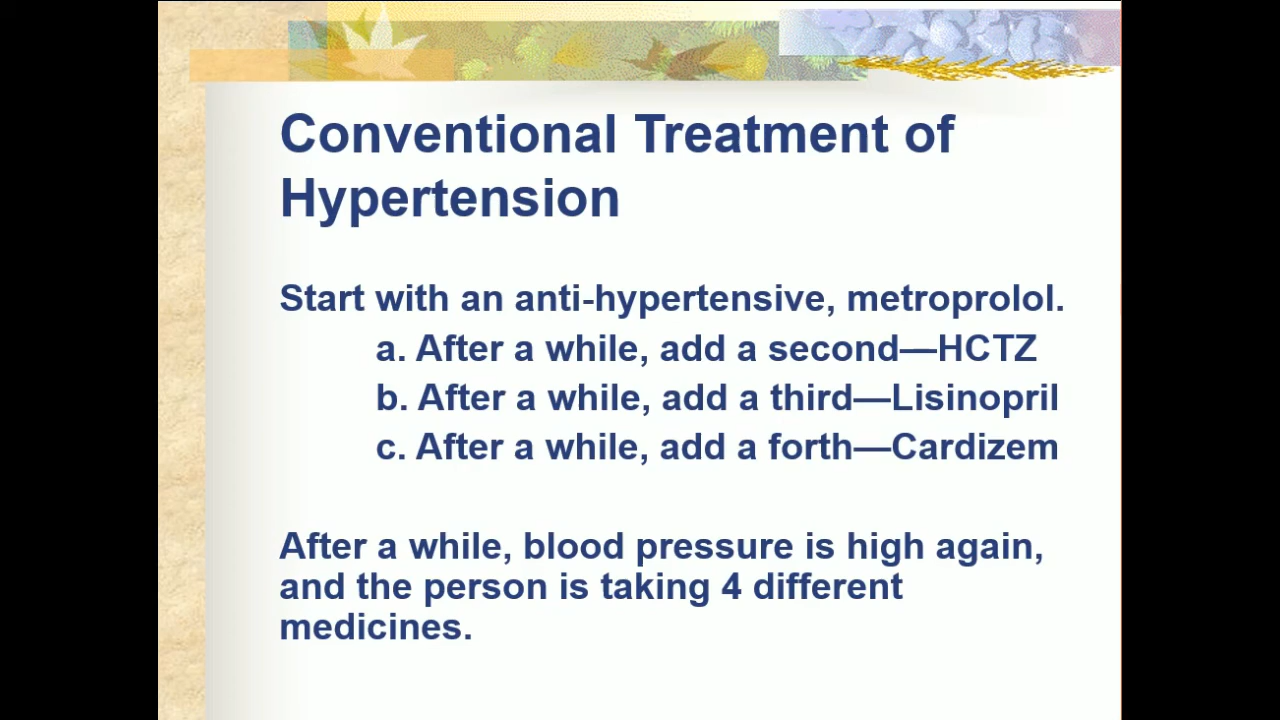 Conventional Treatment of
Hypertension
Start with an anti-hypertensive, metroprolol.
a. After a while, add a second—HCTZ
b. After a while, add a third—Lisinopril
c. After a while, add a forth—Cardizem
After a while, blood pressure is high again,
and the person is taking 4 different
medicines.